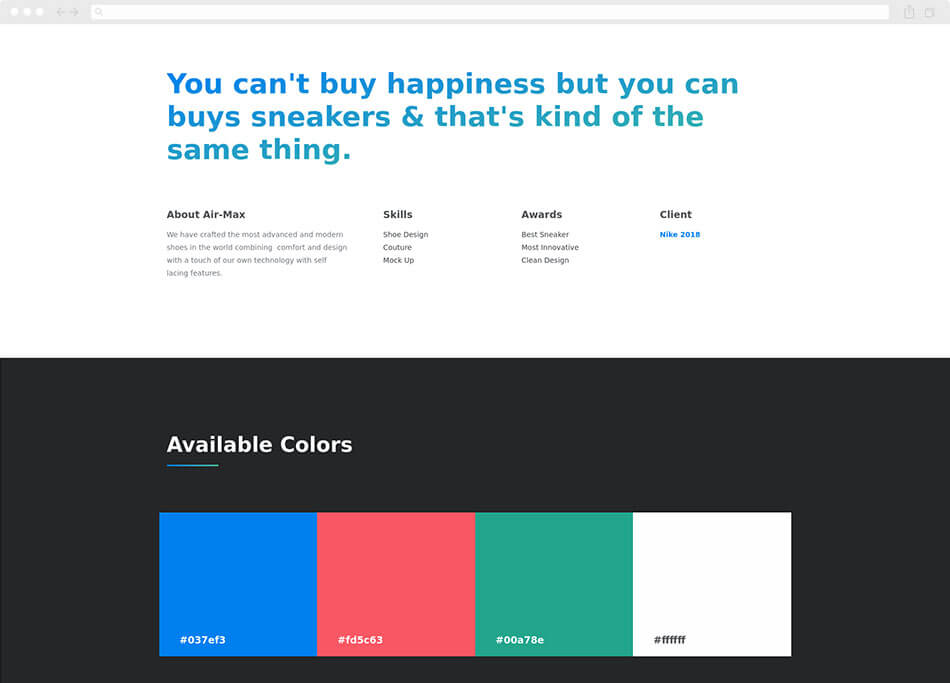 You can't buy happiness but you can
buys sneakers & that's kind of the
same thing.
About Air-Max
We have crafted the most advanced and modern
shoes in the world combining comfort and design
with a touch of our own technology with self
lacing features.
Skills
Shoe Design
Couture
Mock Up
Awards
Best Sneaker
Most Innovative
Clean Design
Client
Nike 2018
Available Colors
#037ef3
#fd5c63
#00a78e
#ffffff